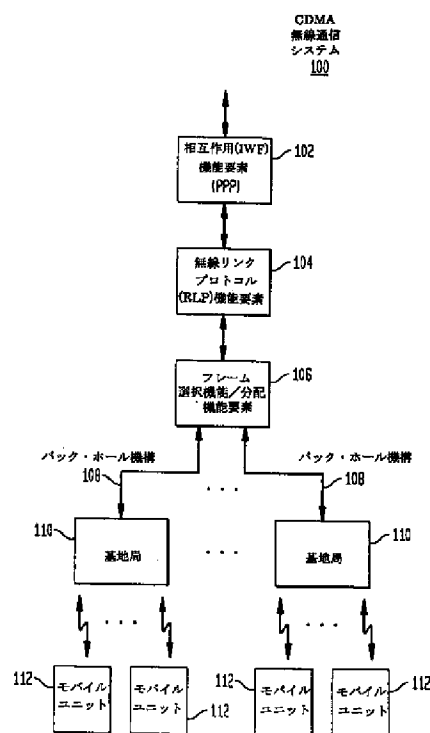 CDMA
無線通信
システム
100
相互作用(IWF)
機能要素
(PPP)
102
無線リンク
プロトコル
(RLP)機能要素
104
フレーム
選択機能/分配
機能要素
106
バック・ホール機構
108
バック・ホール機構
108
. . .
110
基地局
. . .
基地局
110
. . .
. . .
112
モバイル
ユニット
モバイル
ユニット
112
112
モバイル
ユニット
モバイル
ユニット
112